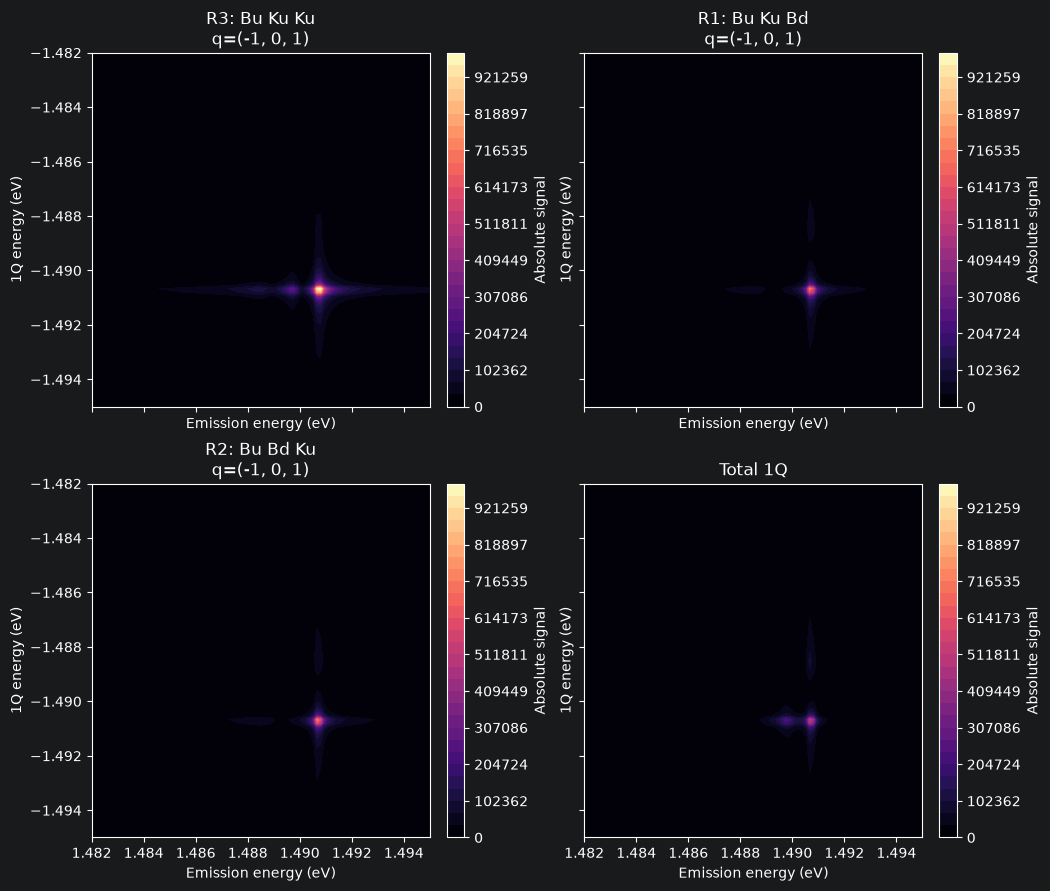 R3: Bu Ku Ku
q=(-1, 0, 1)
−1.482
−1.484
−1.486
−1.488
−1.490
−1.492
−1.494
1Q energy (eV)
Emission energy (eV)
921259
818897
716535
614173
511811
409449
307086
204724
102362
0
Absolute signal
R1: Bu Ku Bd
q=(-1, 0, 1)
1Q energy (eV)
Emission energy (eV)
921259
818897
716535
614173
511811
409449
307086
204724
102362
0
Absolute signal
R2: Bu Bd Ku
q=(-1, 0, 1)
−1.482
−1.484
−1.486
−1.488
−1.490
−1.492
−1.494
1Q energy (eV)
1.482 1.484 1.486 1.488 1.490 1.492 1.494
Emission energy (eV)
921259
818897
716535
614173
511811
409449
307086
204724
102362
0
Absolute signal
Total 1Q
1Q energy (eV)
1.482 1.484 1.486 1.488 1.490 1.492 1.494
Emission energy (eV)
921259
818897
716535
614173
511811
409449
307086
204724
102362
0
Absolute signal